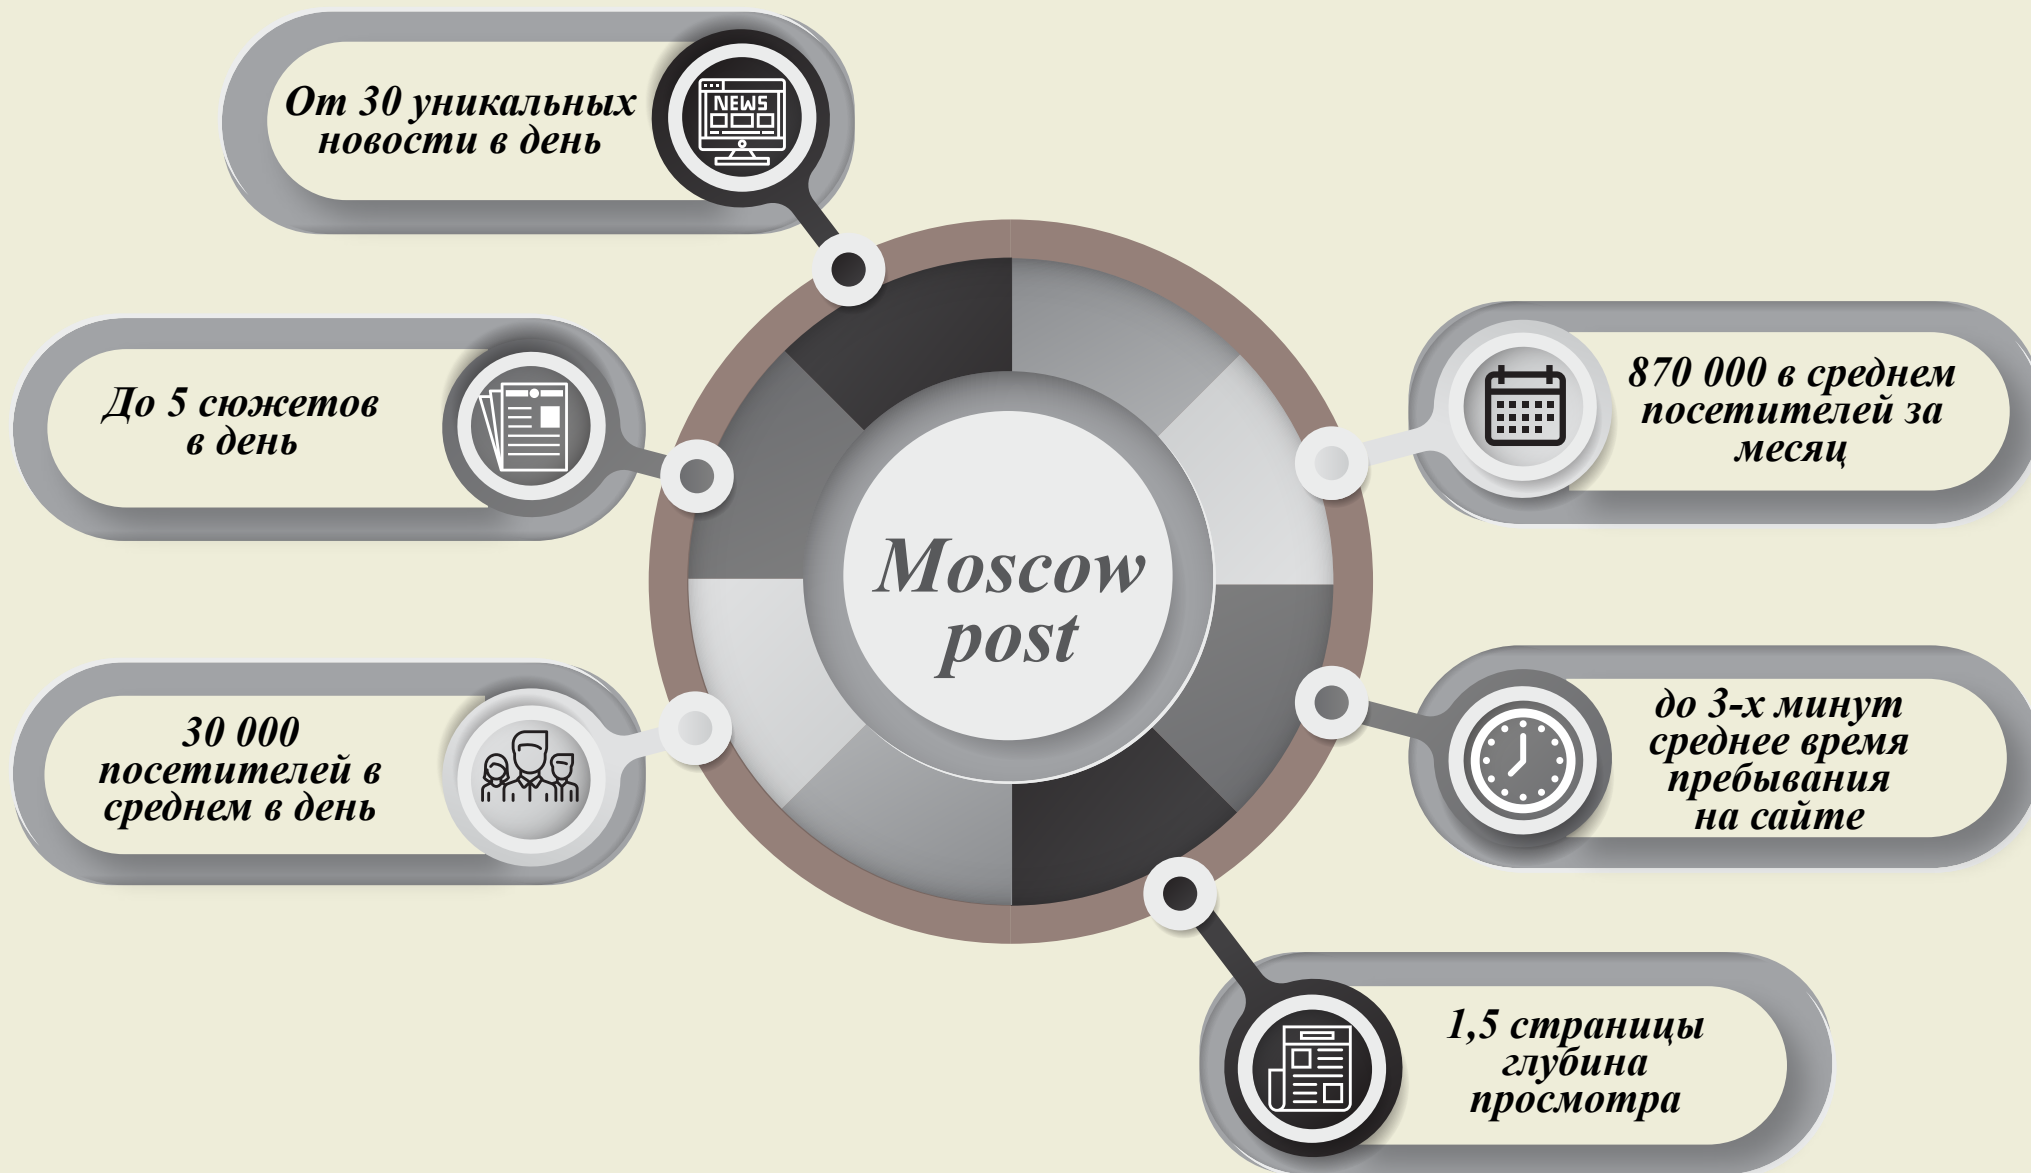 От 30 уникальных
новости в день
NEWS
До 5 сюжетов
в день
30 000
посетителей в
среднем в день
Moscow
post
870 000 в среднем
посетителей за
месяц
до 3-х минут
среднее время
пребывания
на сайте
1,5 страницы
глубина
просмотра